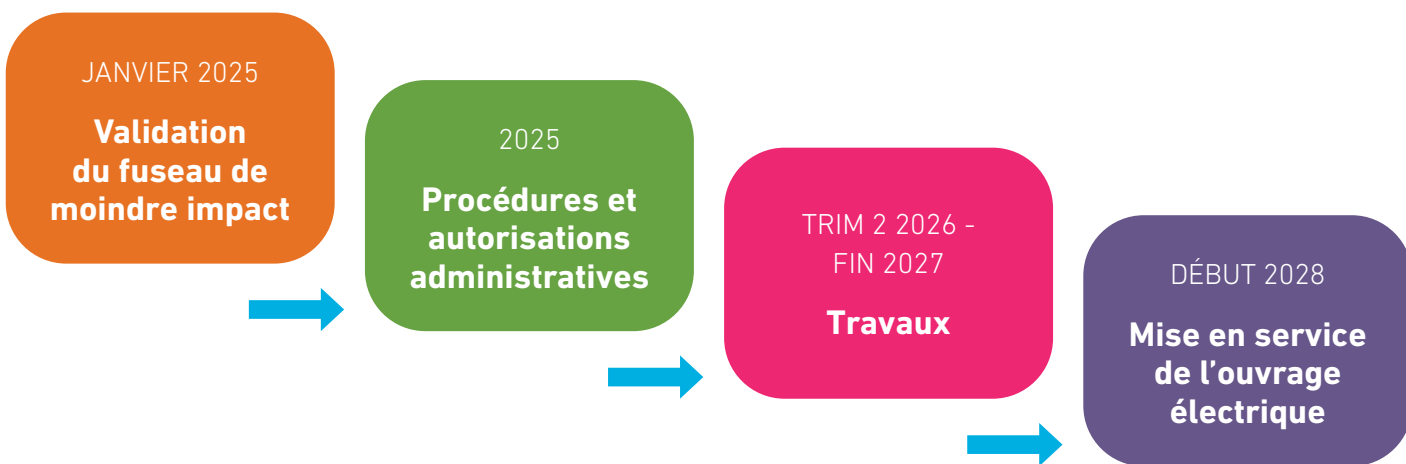 JANVIER 2025
Validation
du fuseau de
moindre impact
2025
Procédures et
autorisations
administratives
TRIM 2 2026 -
FIN 2027
Travaux
DÉBUT 2028
Mise en service
de l’ouvrage
électrique